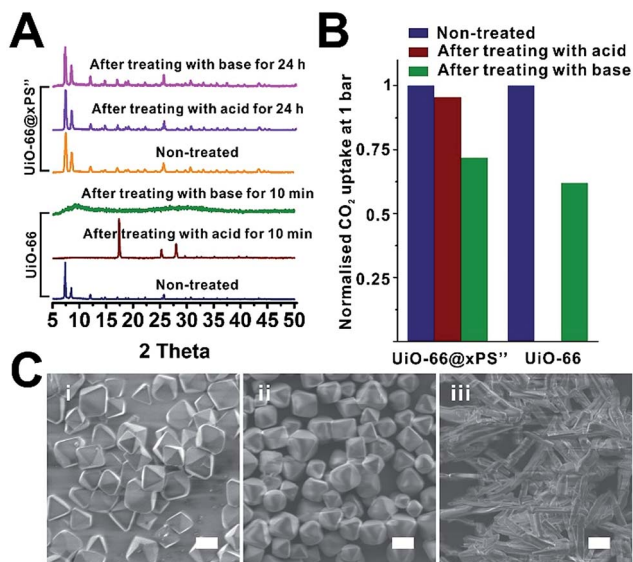 A
After treating with base for 24 h
After treating with acid for 24 h
Non-treated
After treating with base for 10 min
After treating with acid for 10 min
Non-treated
UiO-66@xPS’’
UiO-66
5 10 15 20 25 30 35 40 45 50
2 Theta
B
Non-treated
After treating with acid
After treating with base
Normalised CO₂ uptake at 1 bar
1
0.75
0.5
0.25
UiO-66@xPS’’ UiO-66
C
i
ii
iii